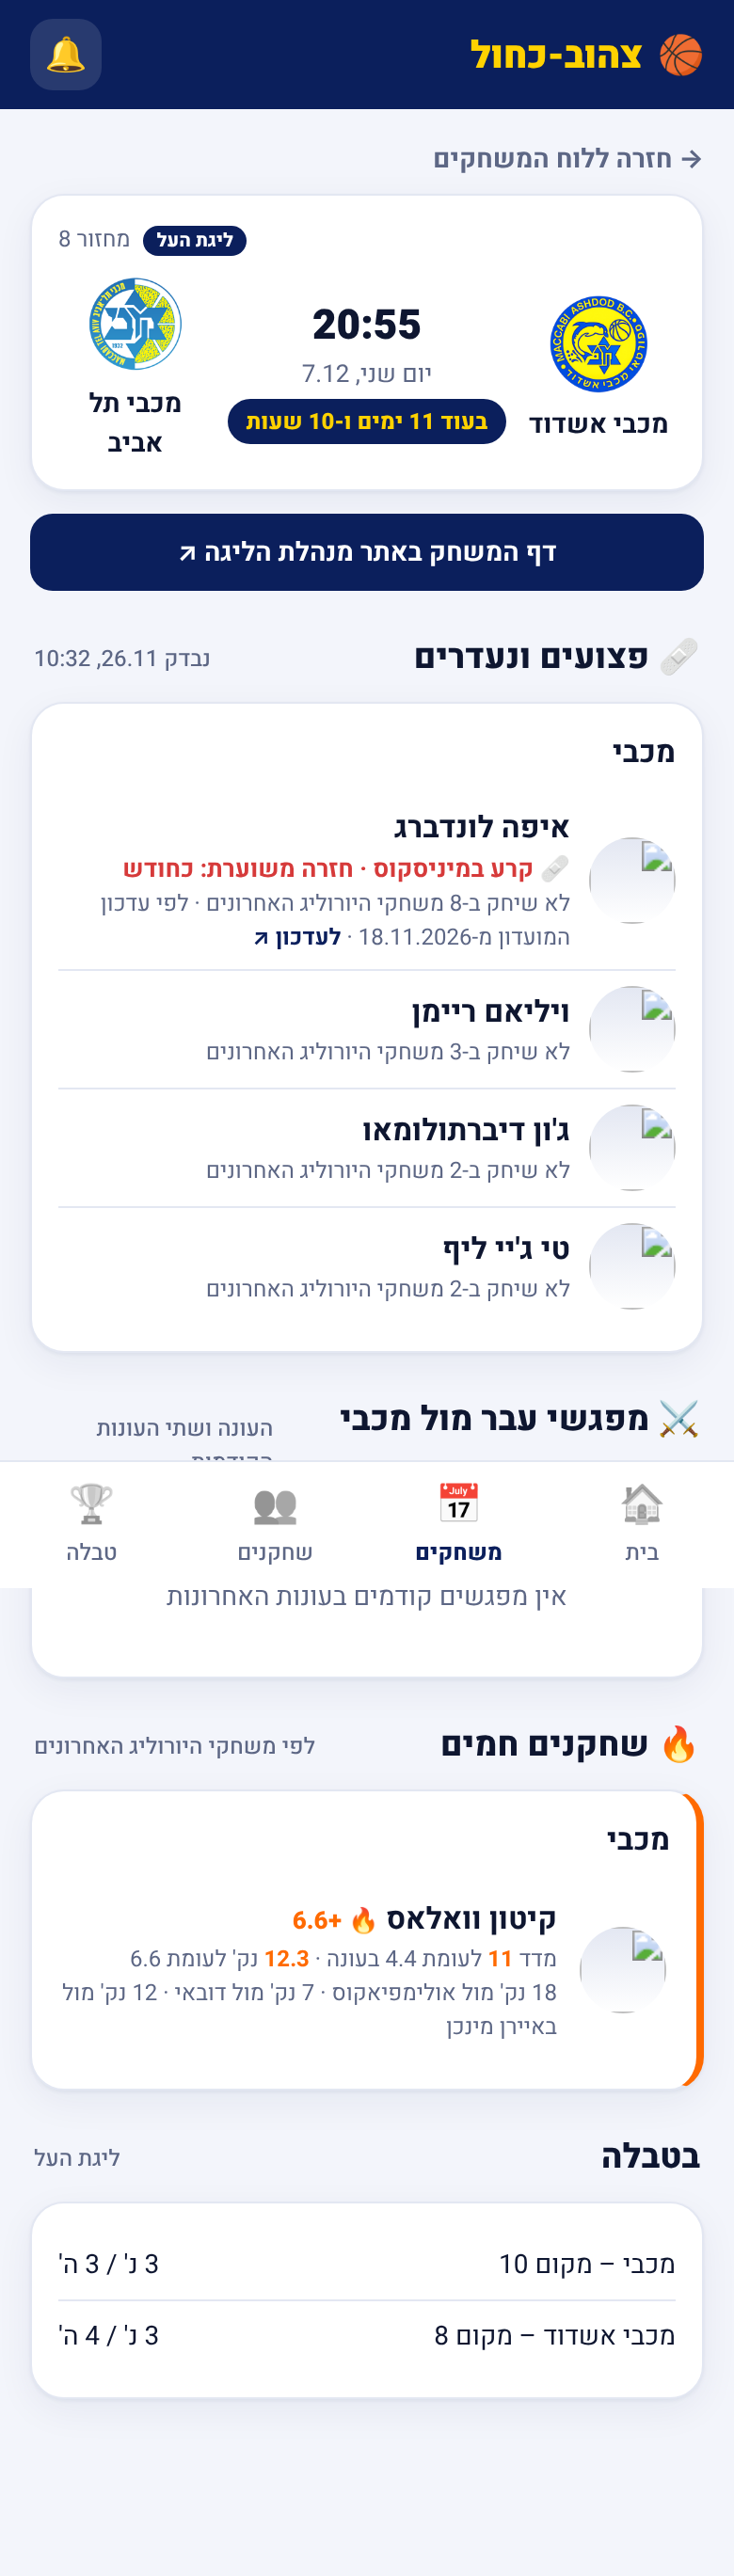 צהוב-כחול
→ חזרה ללוח המשחקים
ליגת העל מחזור 8
MACCABI ASHDOD B.C.
מכבי אשדוד
20:55
יום שני, 7.12
בעוד 11 ימים ו-10 שעות
מכבי תל
אביב
דף המשחק באתר מנהלת הליגה ↗
פצועים ונעדרים
נבדק 26.11, 10:32
מכבי
איפה לונדברג
קרע במיניסקוס · חזרה משוערת: כחודש
לא שיחק ב-8 משחקי היורוליג האחרונים · לפי עדכון
המועדון מ-18.11.2026 · לעדכון ↗
ויליאם ריימן
לא שיחק ב-3 משחקי היורוליג האחרונים
ג'ון דיברתולומאו
לא שיחק ב-2 משחקי היורוליג האחרונים
טי ג'יי ליף
לא שיחק ב-2 משחקי היורוליג האחרונים
מפגשי עבר מול מכבי
העונה ושתי העונות
בית
משחקים
שחקנים
טבלה
אין מפגשים קודמים בעונות האחרונות
שחקנים חמים
לפי משחקי היורוליג האחרונים
מכבי
קיטון וואלאס +6.6
מדד 11 לעומת 4.4 בעונה · 12.3 נק' לעומת 6.6
18 נק' מול אולימפיאקוס · 7 נק' מול דובאי · 12 נק' מול
באיירן מינכן
בטבלה
ליגת העל
מכבי – מקום 10
3 נ' / 3 ה'
מכבי אשדוד – מקום 8
3 נ' / 4 ה'